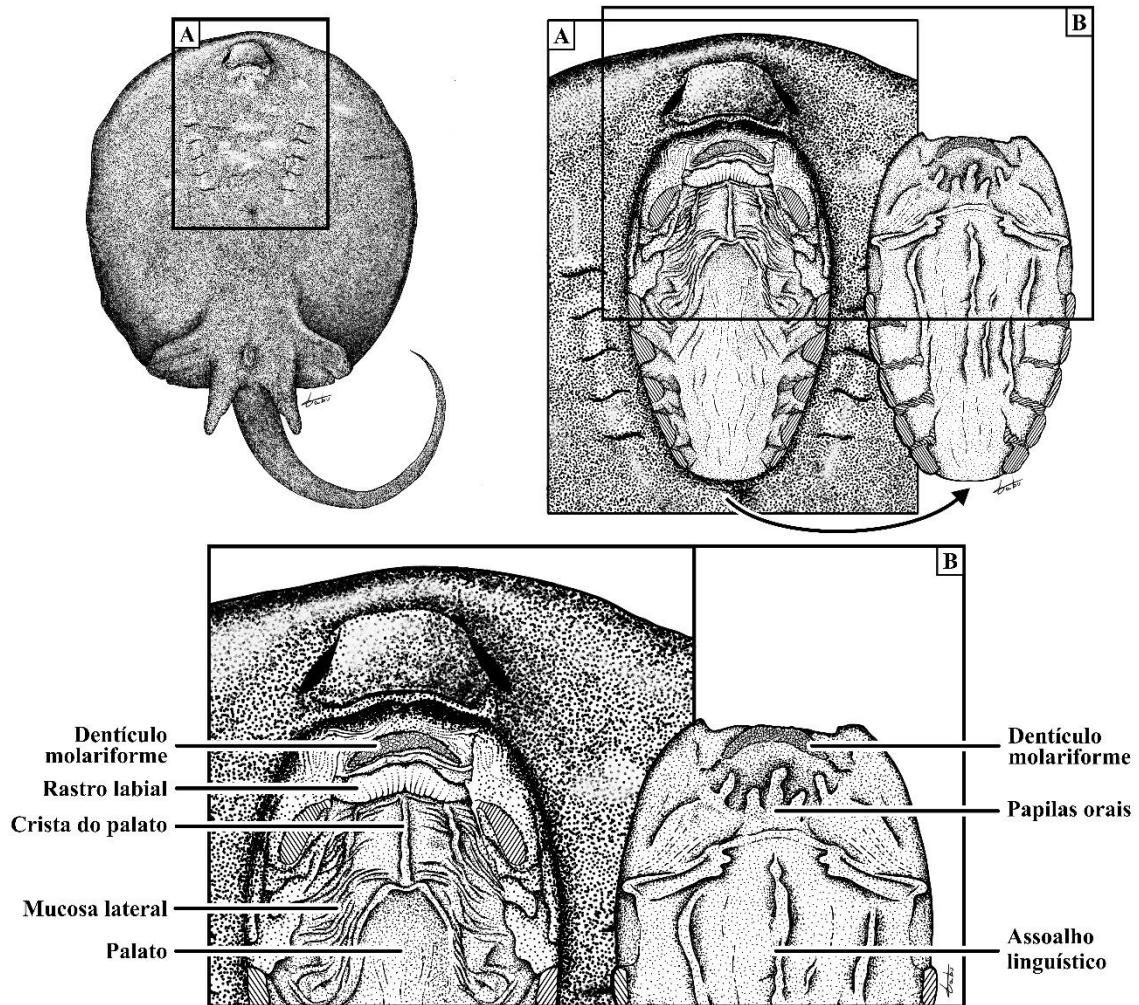 A
A
B
B
Dentículo
molariforme
Rastro labial
Crista do palato
Mucosa lateral
Palato
Dentículo
molariforme
Papilas orais
Assoalho
linguístico